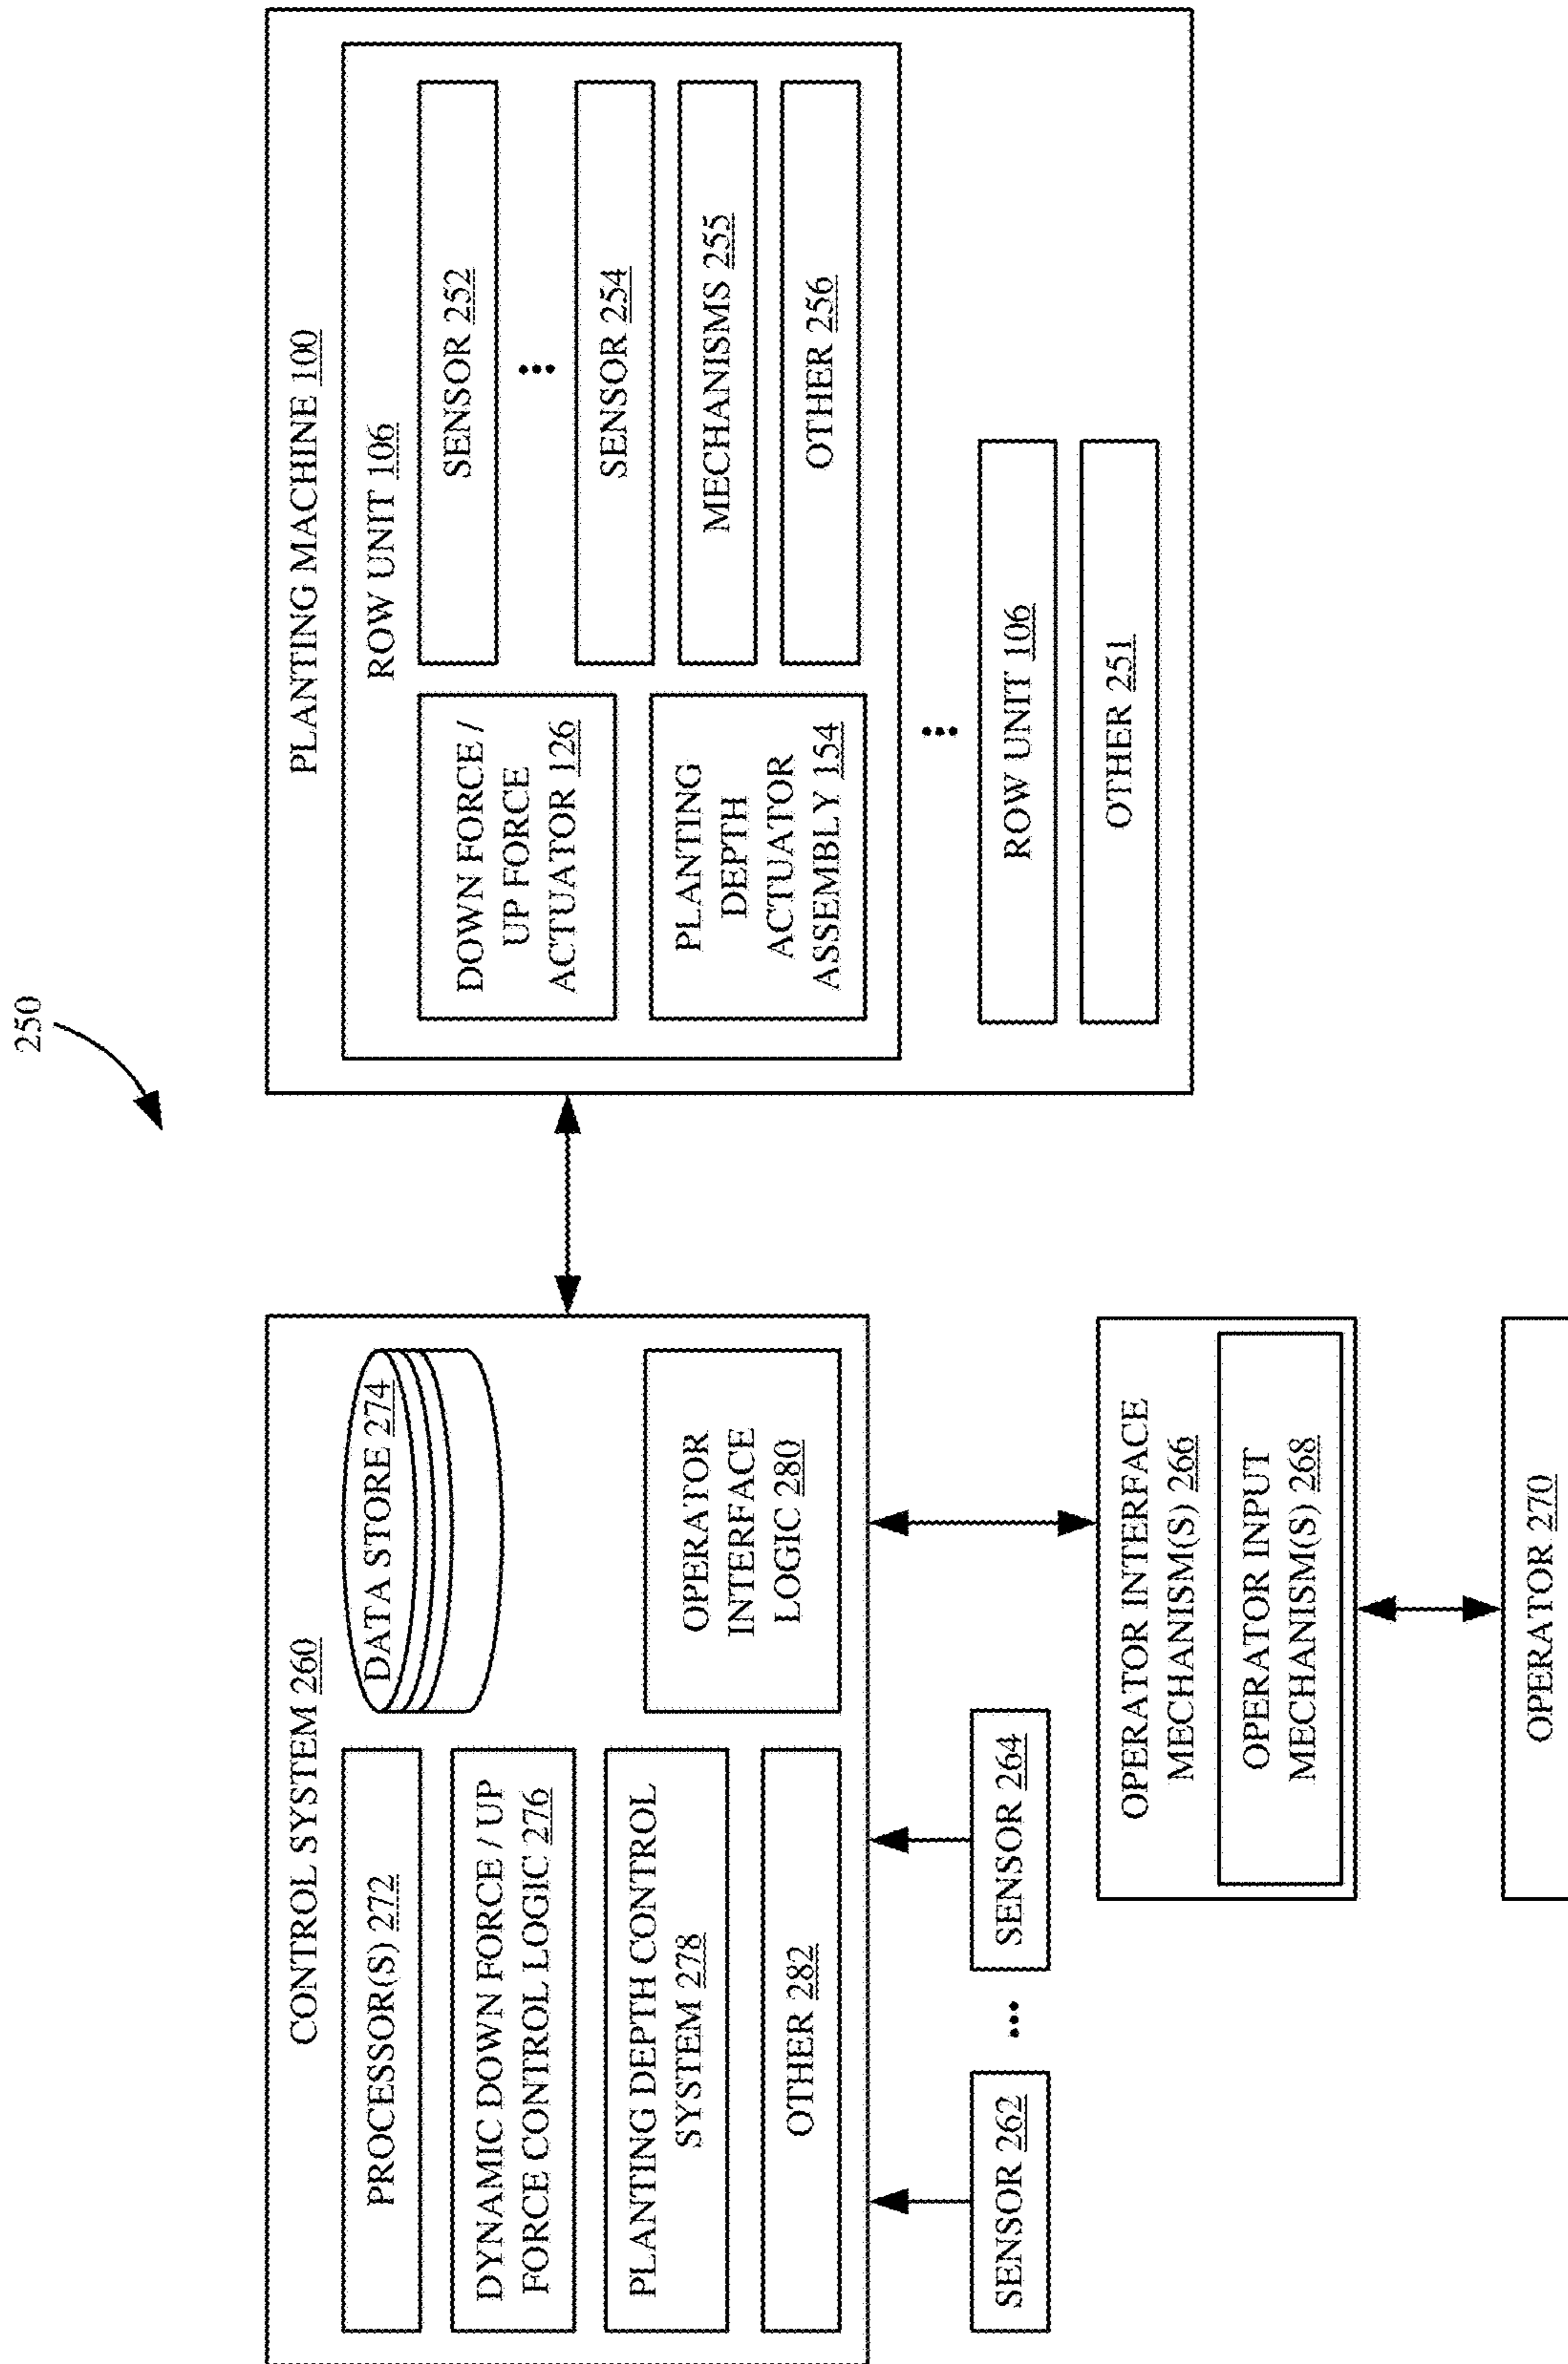 250
CONTROL SYSTEM 260
PROCESSOR(S) 272
DYNAMIC DOWN FORCE / UP
FORCE CONTROL LOGIC 276
PLANTING DEPTH CONTROL
SYSTEM 278
OTHER 282
DATA STORE 274
OPERATOR
INTERFACE
LOGIC 280
SENSOR 262
...
SENSOR 264
OPERATOR INTERFACE
MECHANISM(S) 266
OPERATOR INPUT
MECHANISM(S) 268
OPERATOR 270
PLANTING MACHINE 100
ROW UNIT 106
DOWN FORCE /
UP FORCE
ACTUATOR 126
PLANTING
DEPTH
ACTUATOR
ASSEMBLY 154
SENSOR 252
...
SENSOR 254
MECHANISMS 255
OTHER 256
...
ROW UNIT 106
OTHER 251